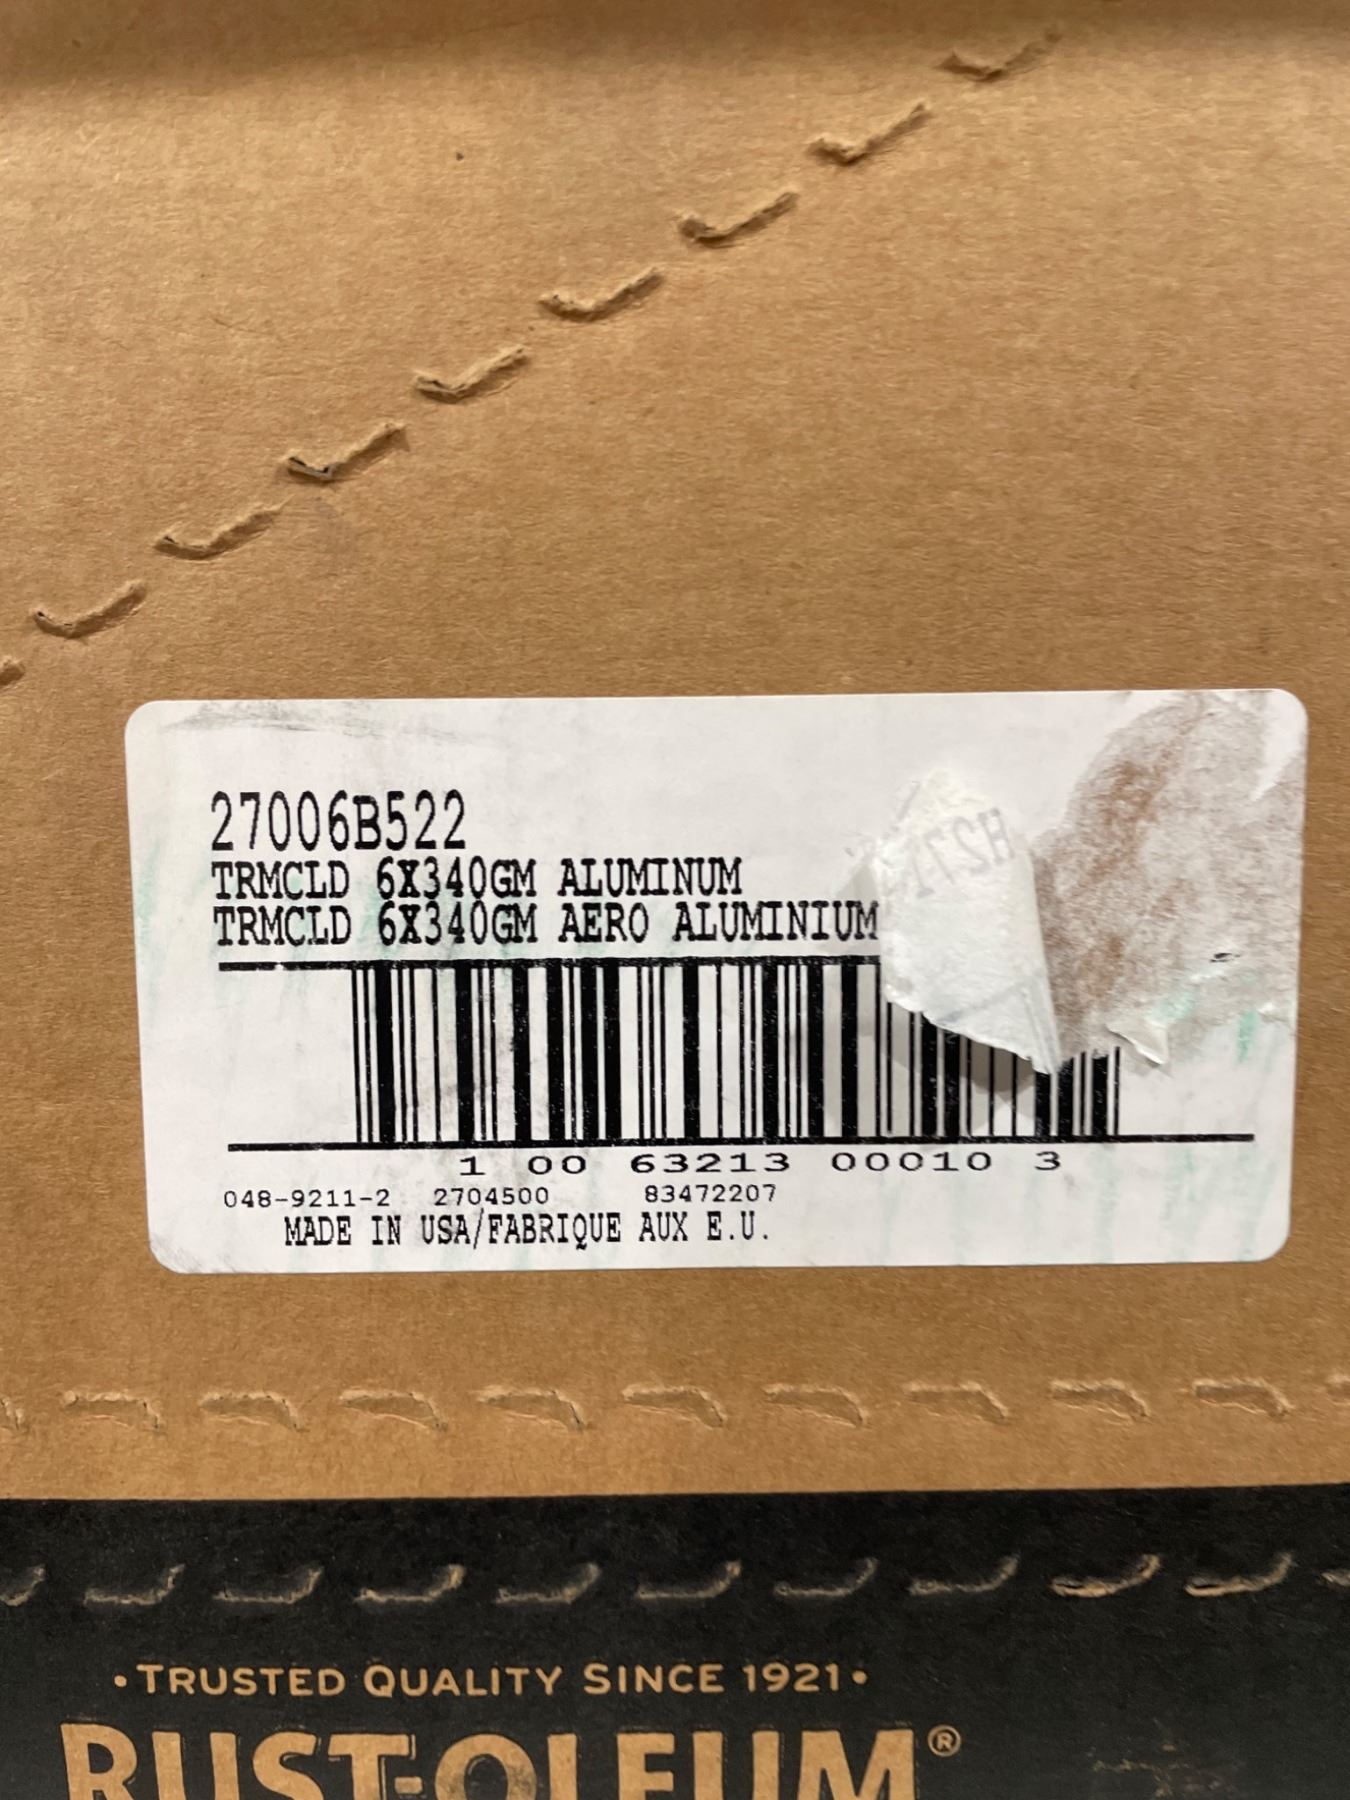 27006B522
TRMCLD 6X340GM ALUMINUM
TRMCLD 6X340GM AERO ALUMINIUM
1 00 63213 00010 3
048-9211-2 2704500 83472207
MADE IN USA/FABRIQUE AUX E.U.
•TRUSTED QUALITY SINCE 1921•
RUST-OLEUM®